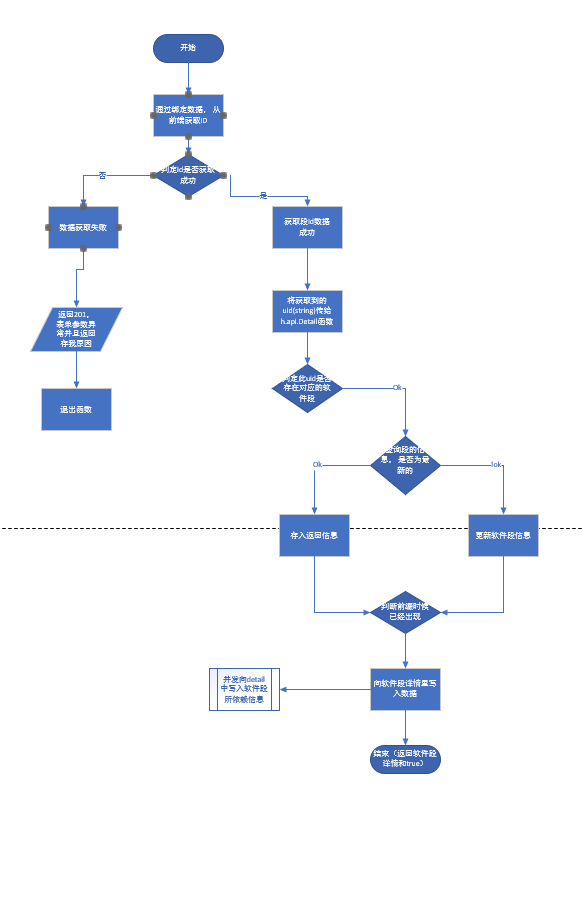 开始
通过绑定数据，从
前端获取ID
判定id是否获取
成功
否
是
数据获取失败
获取段id数据
成功
返回201，
表单参数异
常并且返回
存我原因
将获取到的
uid(string)传给
h.api.Detail函数
退出函数
判定此uid是否
存在对应的软
件段
Ok
查询段的信
息，是否为最
新的
Ok
!ok
存入返回信息
更新软件段信息
判断前缀时候
已经出现
并发向detail
中写入软件段
所依赖信息
向软件段详情里写
入数据
结束（返回软件段
详情和true）